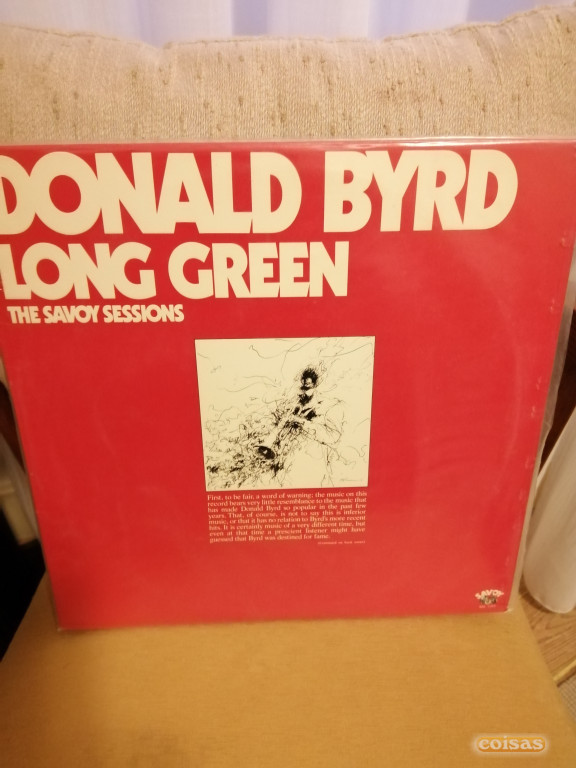 DONALD BYRD
LONG GREEN
THE SAVOY SESSIONS
First, to be fair, a word of warning: the music on this
record bears very little resemblance to the music that
has made Donald Byrd so popular in the past few
years. That, of course, is not to say this is inferior
music, or that it has no relation to Byrd's more recent
hits. It is certainly music of a very different time, but
even at that time a prescient listener might have
guessed that Byrd was destined for fame.
SAVOY
coisas